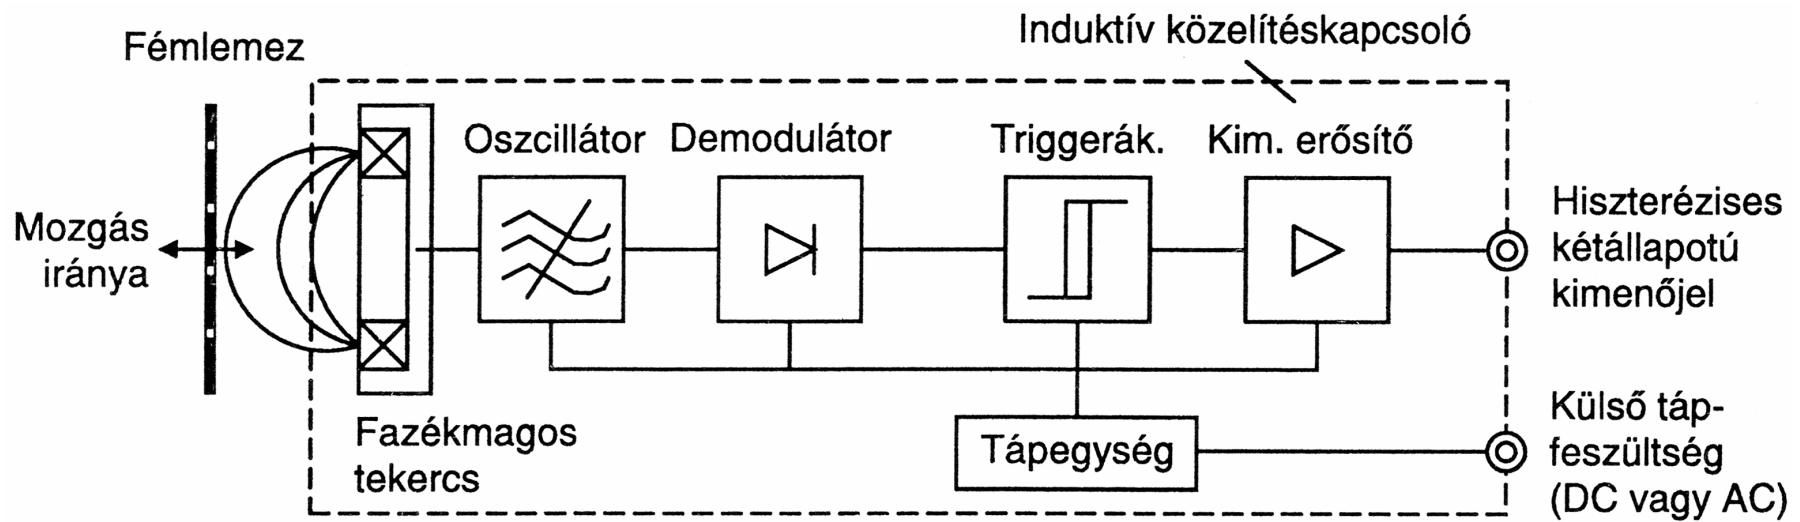 Induktív közelítéskapcsoló
Fémlemez
Oszcillátor
Demodulátor
Triggerák.
Kim. erősítő
Mozgás
iránya
Hiszterézises
kétállapotú
kimenőjel
Fazékmagos
tekercs
Tápegység
Külső táp-
feszültség
(DC vagy AC)